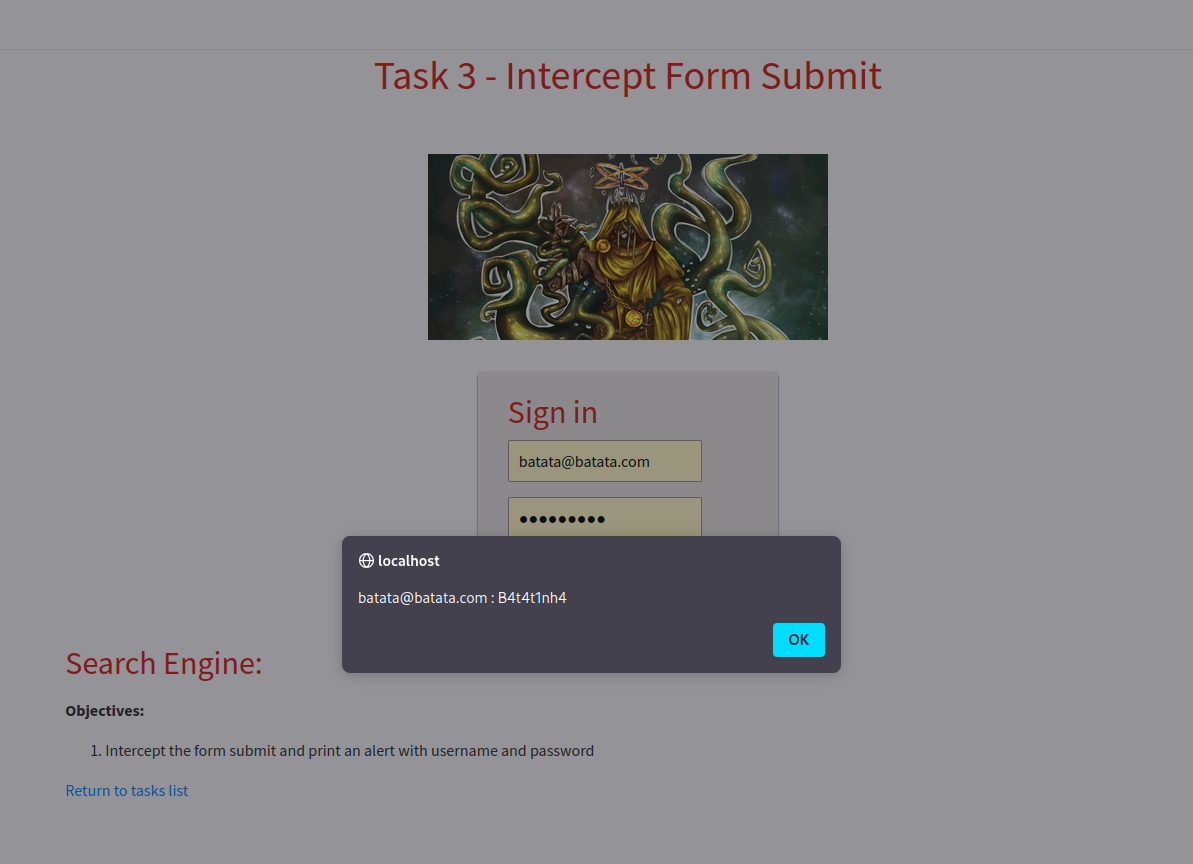 Task 3 - Intercept Form Submit
Sign in
batata@batata.com
●●●●●●●●●
localhost
batata@batata.com : B4t4t1nh4
OK
Search Engine:
Objectives:
1. Intercept the form submit and print an alert with username and password
Return to tasks list